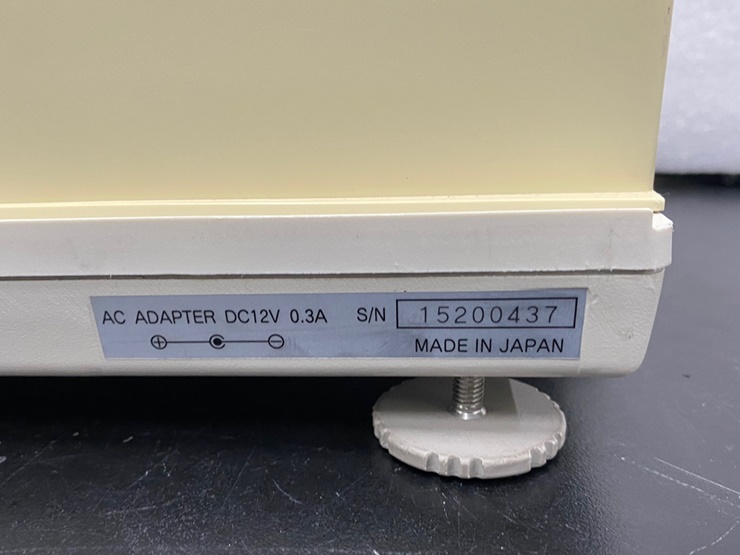 AC ADAPTER DC12V 0.3A S/N 15200437
MADE IN JAPAN